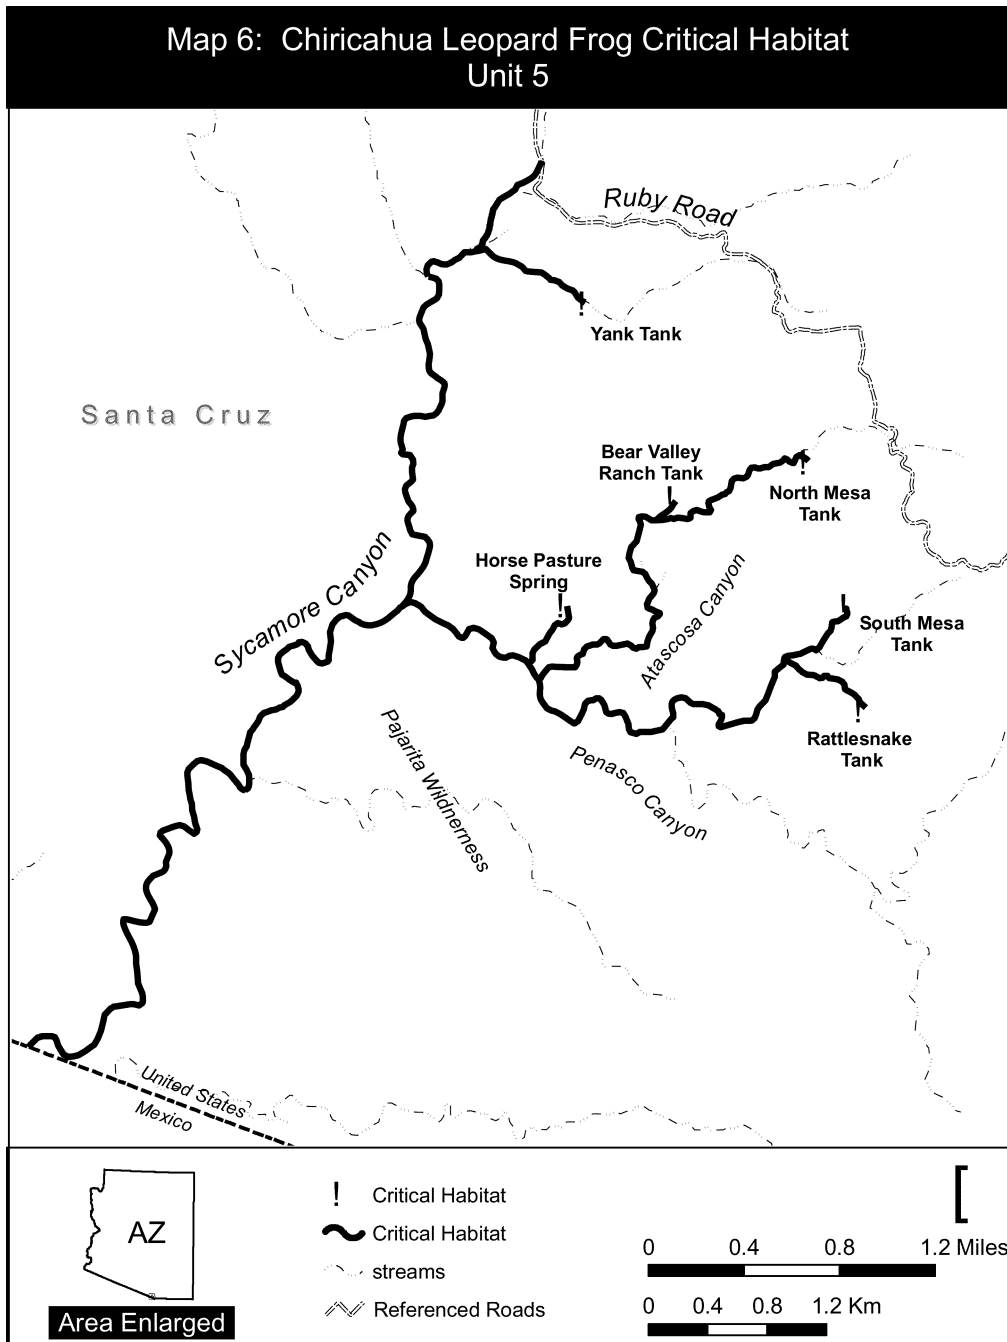 Map 6: Chiricahua Leopard Frog Critical Habitat
Unit 5
Ruby Road
Yank Tank
Santa Cruz
Bear Valley
Ranch Tank
North Mesa
Tank
Horse Pasture
Spring
Sycamore Canyon
Atascosa Canyon
South Mesa
Tank
Rattlesnake
Tank
Pajarita Wildnerness
Penasco Canyon
United States
Mexico
AZ
Area Enlarged
! Critical Habitat
Critical Habitat
streams
Referenced Roads
[
0 0.4 0.8 1.2 Miles
0 0.4 0.8 1.2 Km